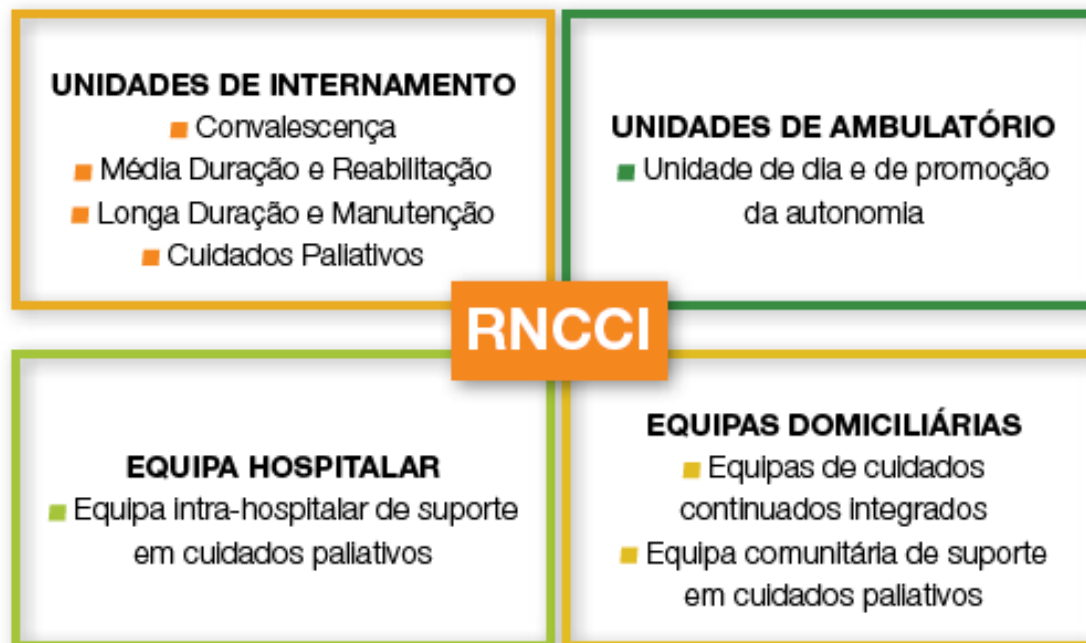 UNIDADES DE INTERNAMENTO
Convalescença
Média Duração e Reabilitação
Longa Duração e Manutenção
Cuidados Paliativos
UNIDADES DE AMBULATÓRIO
Unidade de dia e de promoção
da autonomia
RNCCI
EQUIPA HOSPITALAR
Equipa intra-hospitalar de suporte
em cuidados paliativos
EQUIPAS DOMICILIÁRIAS
Equipas de cuidados
continuados integrados
Equipa comunitária de suporte
em cuidados paliativos